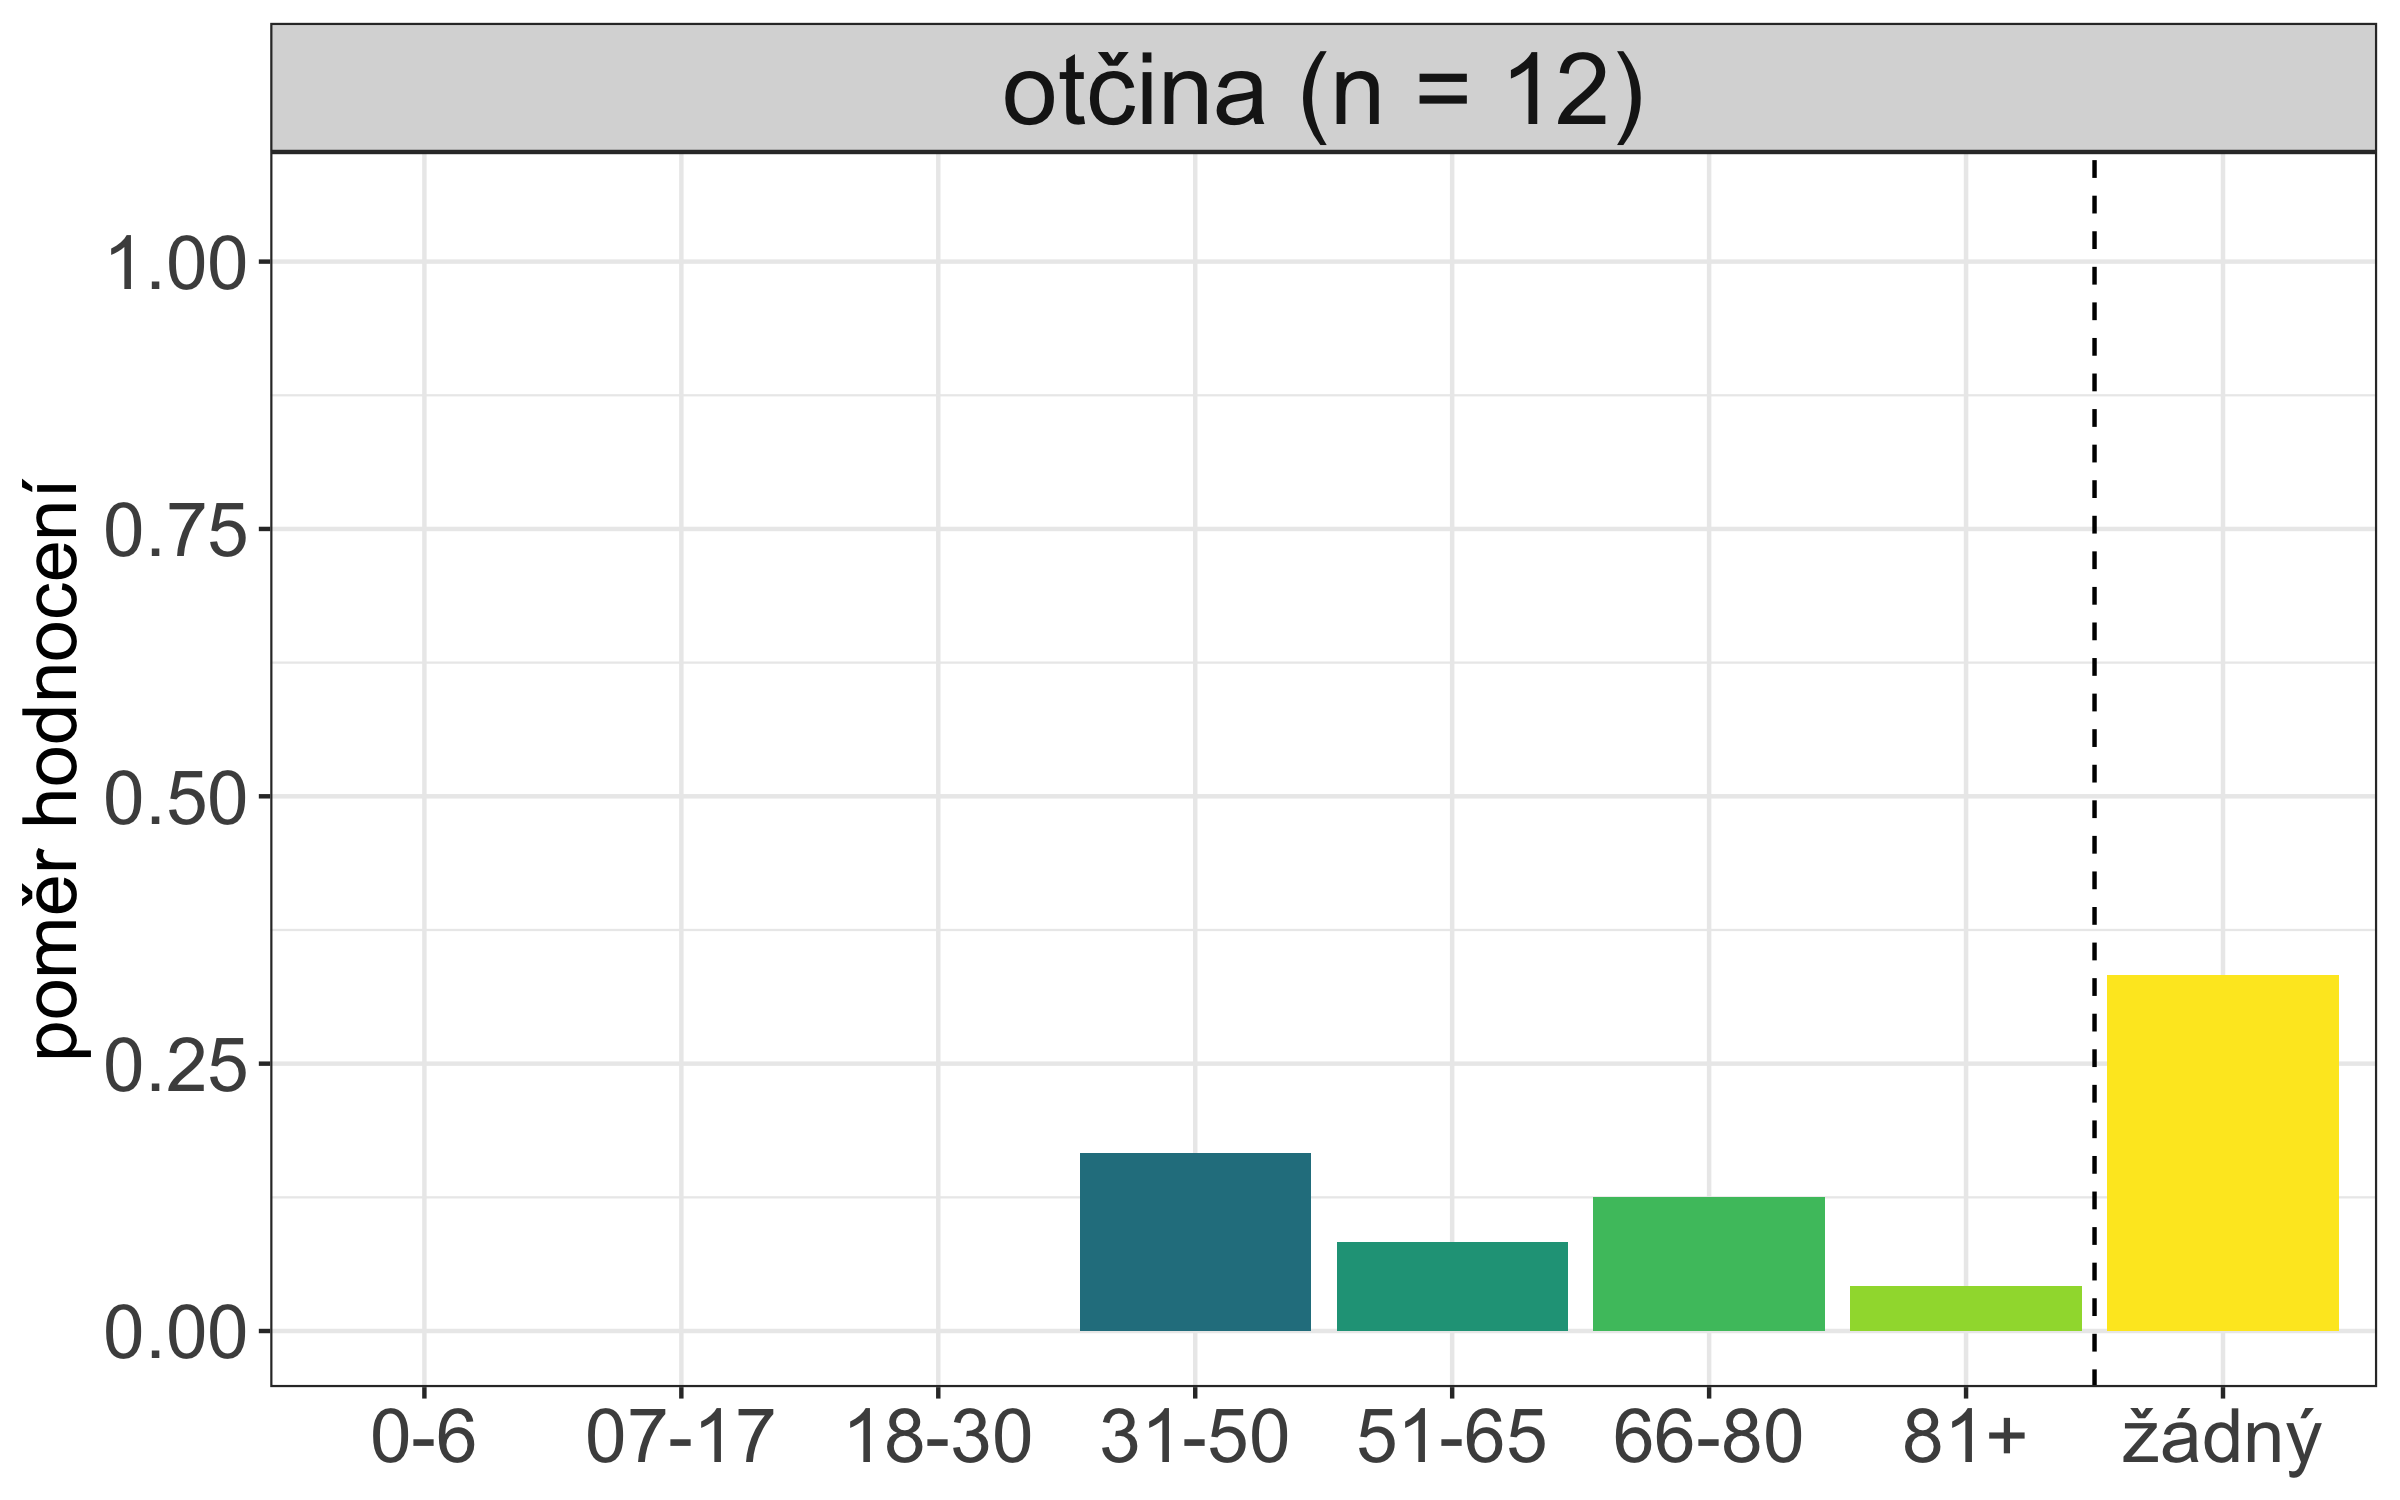 otčina (n = 12)
poměr hodnocení
1.00
0.75
0.50
0.25
0.00
0-6 07-17 18-30 31-50 51-65 66-80 81+ žádný